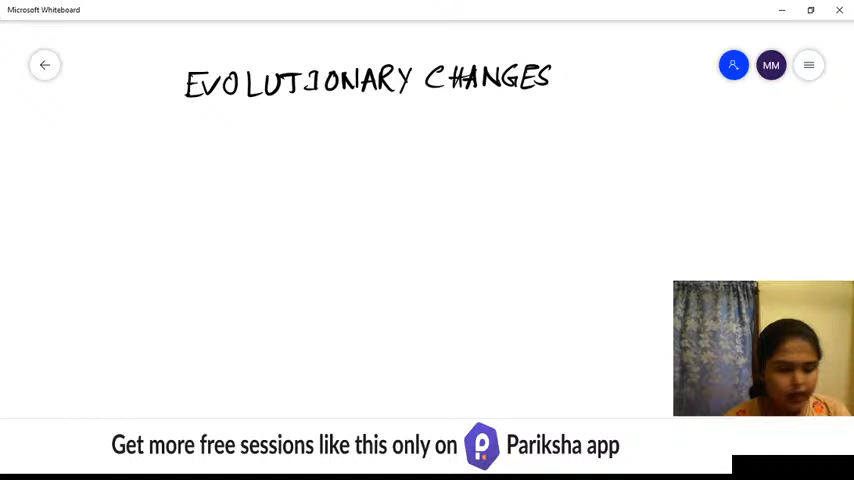 Microsoft Whiteboard
EVOLUTIONARY CHANGES
MM
Get more free sessions like this only on Pariksha app